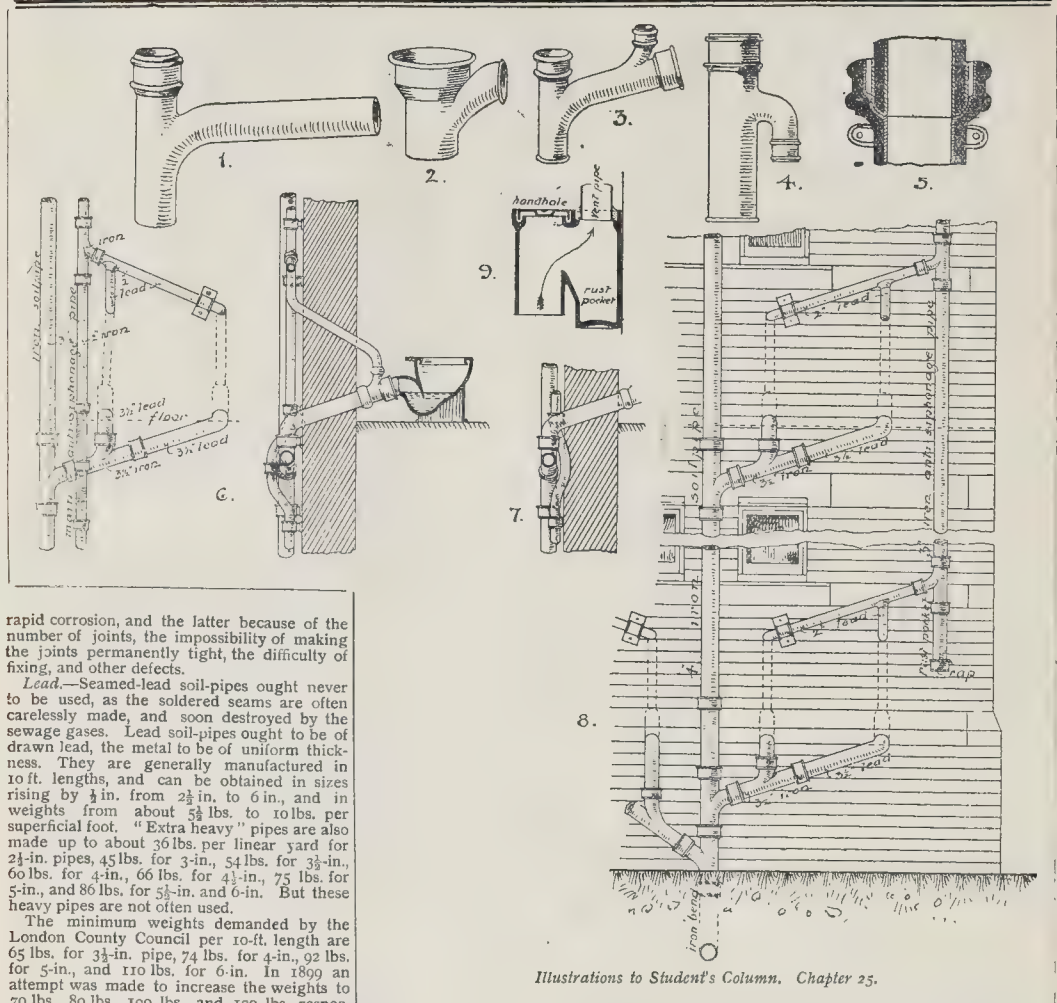 1.
2.
3.
4.
5.
handhole
vent pipe
9.
rust
pocket
iron
2" lead
iron soilpipe
main antisiphonage pipe
iron
3½" lead
floor
3½" iron
3½" lead
6.
7.
2" lead
soilpipe
3½" iron
3½" lead
iron anti siphonage pipe
3"
4" iron
2" lead
rust pocket
cap
8.
3½" iron
3½" lead
iron bend
Illustrations to Student's Column. Chapter 25.
rapid corrosion, and the latter because of the
number of joints, the impossibility of making
the joints permanently tight, the difficulty of
fixing, and other defects.
Lead.—Seamed-lead soil-pipes ought never
to be used, as the soldered seams are often
carelessly made, and soon destroyed by the
sewage gases. Lead soil-pipes ought to be of
drawn lead, the metal to be of uniform thick-
ness. They are generally manufactured in
10 ft. lengths, and can be obtained in sizes
rising by ½ in. from 2½ in. to 6 in., and in
weights from about 5½ lbs. to 10 lbs. per
superficial foot. "Extra heavy" pipes are also
made up to about 36 lbs. per linear yard for
2½-in. pipes, 45 lbs. for 3-in., 54 lbs. for 3½-in.,
60 lbs. for 4-in., 66 lbs. for 4½-in., 75 lbs. for
5-in., and 86 lbs. for 5½-in. and 6-in. But these
heavy pipes are not often used.
The minimum weights demanded by the
London County Council per 10-ft. length are
65 lbs. for 3½-in. pipe, 74 lbs. for 4-in., 92 lbs.
for 5-in., and 110 lbs. for 6-in. In 1899 an
attempt was made to increase the weights to